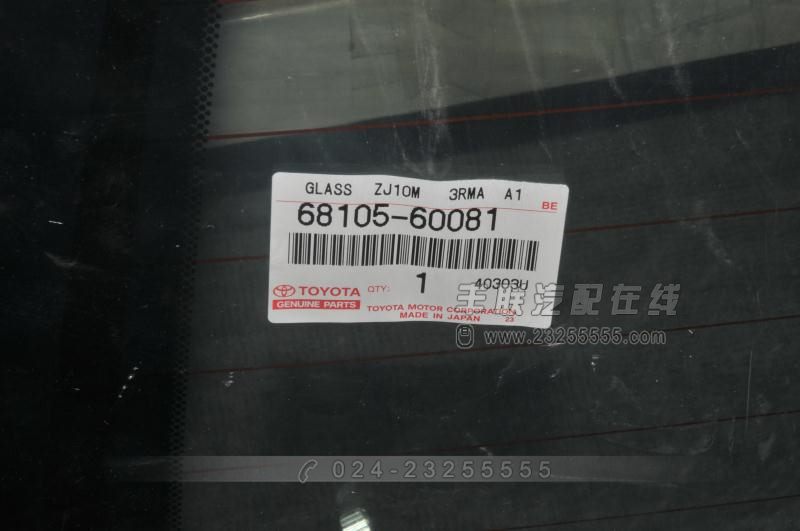 GLASS ZJ10M 3RMA A1
BE
68105-60081
QTY: 1 40303U
TOYOTA
GENUINE PARTS
TOYOTA MOTOR CORPORATION
MADE IN JAPAN 23
丰联汽配在线
www.23255555.com
024-23255555